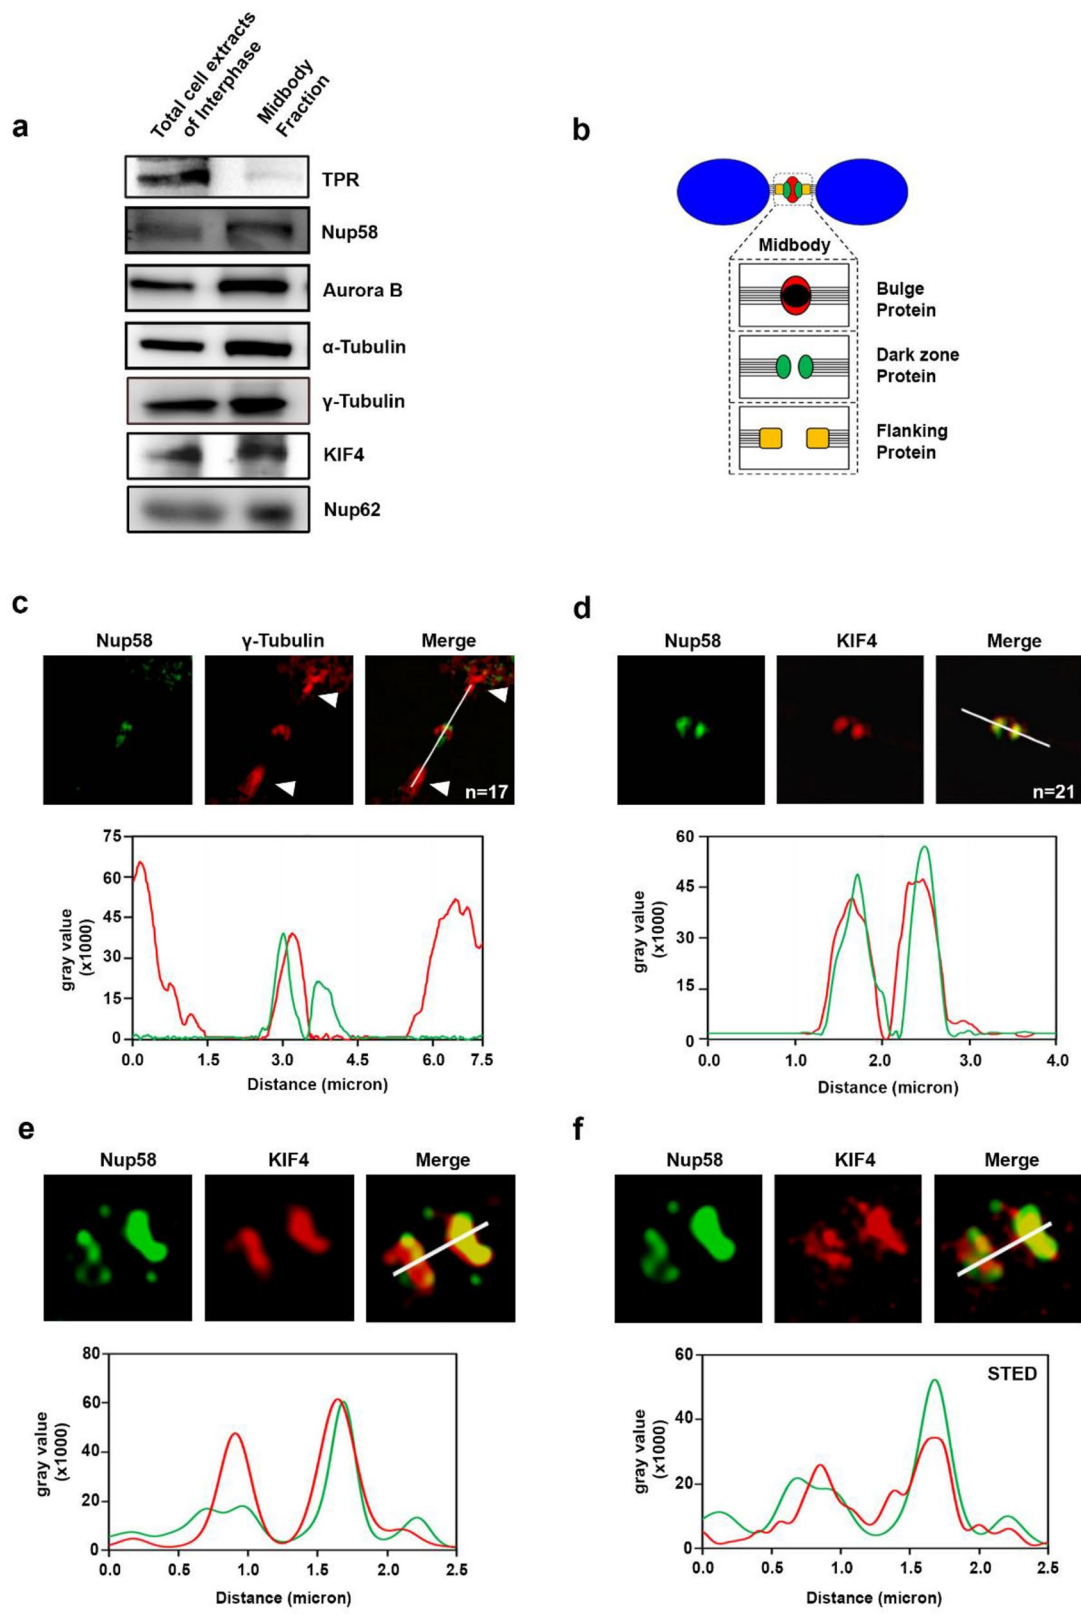 a
Total cell extracts
of Interphase
Midbody
Fraction
TPR
Nup58
Aurora B
α-Tubulin
γ-Tubulin
KIF4
Nup62
b
Midbody
Bulge
Protein
Dark zone
Protein
Flanking
Protein
c
Nup58 γ-Tubulin Merge
n=17
75
60
45
30
15
0
gray value
(x1000)
0.0 1.5 3.0 4.5 6.0 7.5
Distance (micron)
d
Nup58 KIF4 Merge
n=21
60
45
30
15
0
gray value
(x1000)
0.0 1.0 2.0 3.0 4.0
Distance (micron)
e
Nup58 KIF4 Merge
80
60
40
20
0
gray value
(x1000)
0.0 0.5 1.0 1.5 2.0 2.5
Distance (micron)
f
Nup58 KIF4 Merge
STED
60
40
20
0
gray value
(x1000)
0.0 0.5 1.0 1.5 2.0 2.5
Distance (micron)